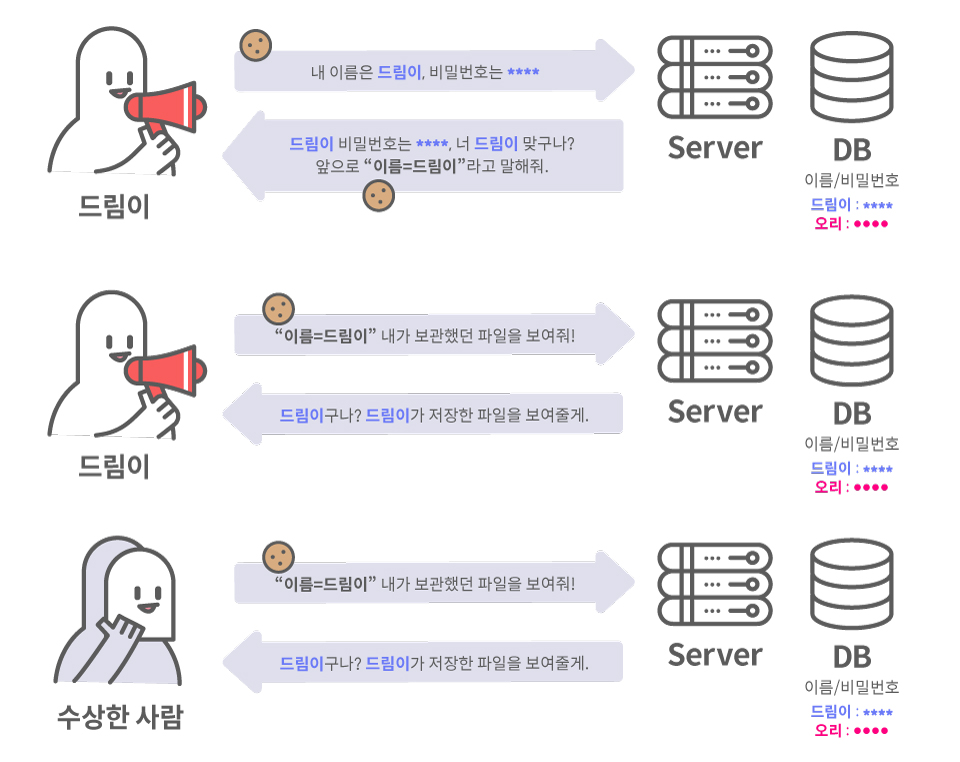 내 이름은 드림이, 비밀번호는 ****
드림이 비밀번호는 ****, 너 드림이 맞구나?
앞으로 “이름=드림이”라고 말해줘.
드림이
Server
DB
이름/비밀번호
드림이 : ****
오리 : ●●●●
“이름=드림이” 내가 보관했던 파일을 보여줘!
드림이구나? 드림이가 저장한 파일을 보여줄게.
드림이
Server
DB
이름/비밀번호
드림이 : ****
오리 : ●●●●
“이름=드림이” 내가 보관했던 파일을 보여줘!
드림이구나? 드림이가 저장한 파일을 보여줄게.
수상한 사람
Server
DB
이름/비밀번호
드림이 : ****
오리 : ●●●●